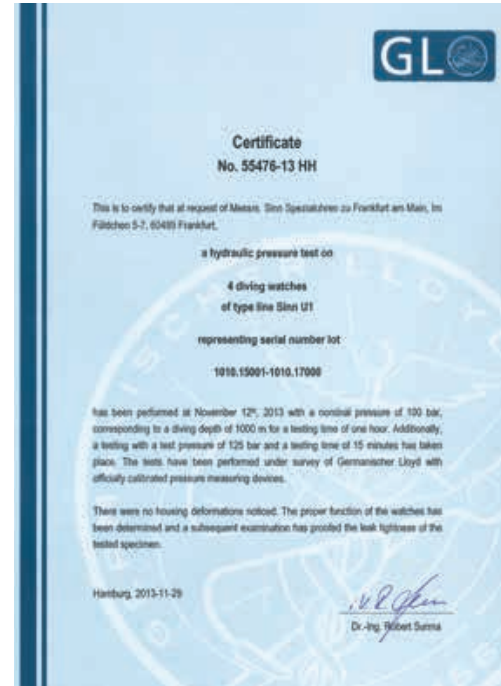 GL
Certificate
No. 55476-13 HH
This is to certify that at request of Messrs. Sinn Spezialuhren zu Frankfurt am Main, Im
Füldchen 5-7, 60489 Frankfurt,
a hydraulic pressure test on
4 diving watches
of type line Sinn U1
representing serial number lot
1010.15001-1010.17000
has been performed at November 12th, 2013 with a nominal pressure of 100 bar,
corresponding to a diving depth of 1000 m for a testing time of one hour. Additionally,
a testing with a test pressure of 125 bar and a testing time of 15 minutes has taken
place. The tests have been performed under survey of Germanischer Lloyd with
officially calibrated pressure measuring devices.
There were no housing deformations noticed. The proper function of the watches has
been determined and a subsequent examination has proofed the leak tightness of the
tested specimen.
Hamburg, 2013-11-29
Dr.-Ing. Robert Surma